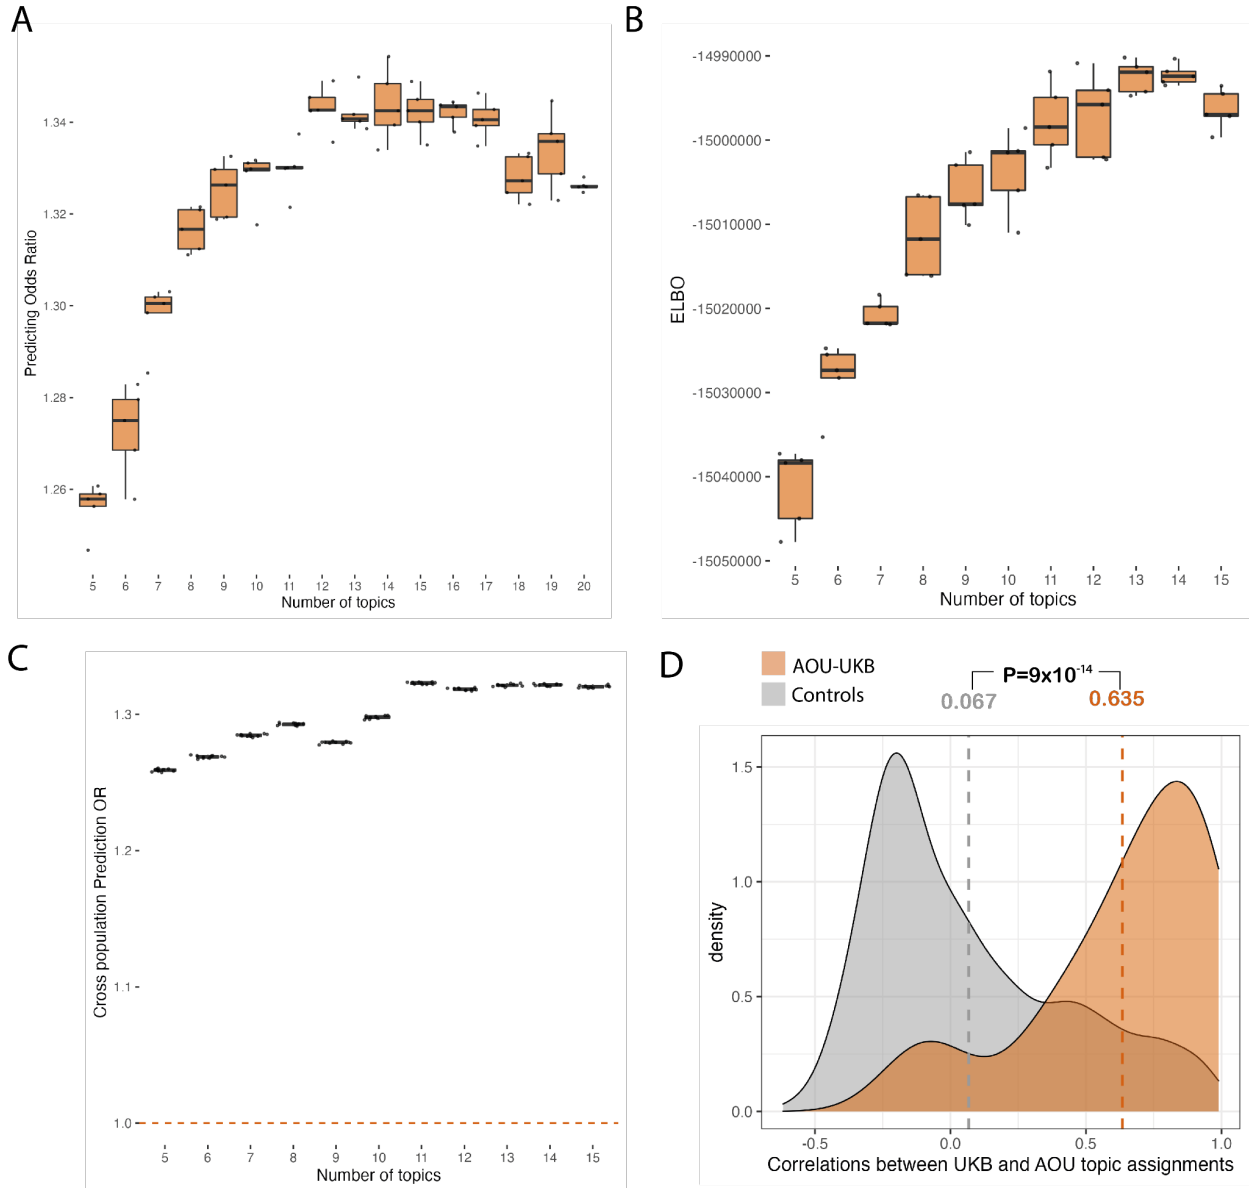 A
1.34
1.32
1.30
1.28
1.26
Predicting Odds Ratio
5 6 7 8 9 10 11 12 13 14 15 16 17 18 19 20
Number of topics
B
-14990000
-15000000
-15010000
-15020000
-15030000
-15040000
-15050000
ELBO
5 6 7 8 9 10 11 12 13 14 15
Number of topics
C
1.3
1.2
1.1
1.0
Cross population Prediction OR
5 6 7 8 9 10 11 12 13 14 15
Number of topics
D
AOU-UKB
Controls
P=9x10-14
0.067 0.635
1.5
1.0
0.5
0.0
density
-0.5 0.0 0.5 1.0
Correlations between UKB and AOU topic assignments